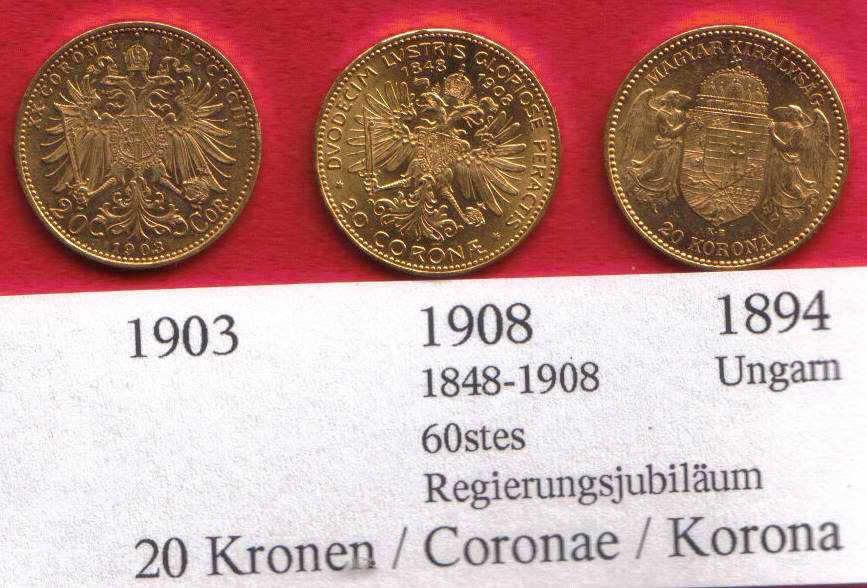 XX·CORONÆ MDCCCCIII
20 COR.
1903
DVODECIM LVSTRIS GLORIOSE PERACTIS
1848 1908
20 CORONÆ
MAGYAR KIRÁLYSÁG
K·B
20 KORONA
1903
1908
1894
1848-1908
Ungarn
60stes
Regierungsjubiläum
20 Kronen / Coronae / Korona